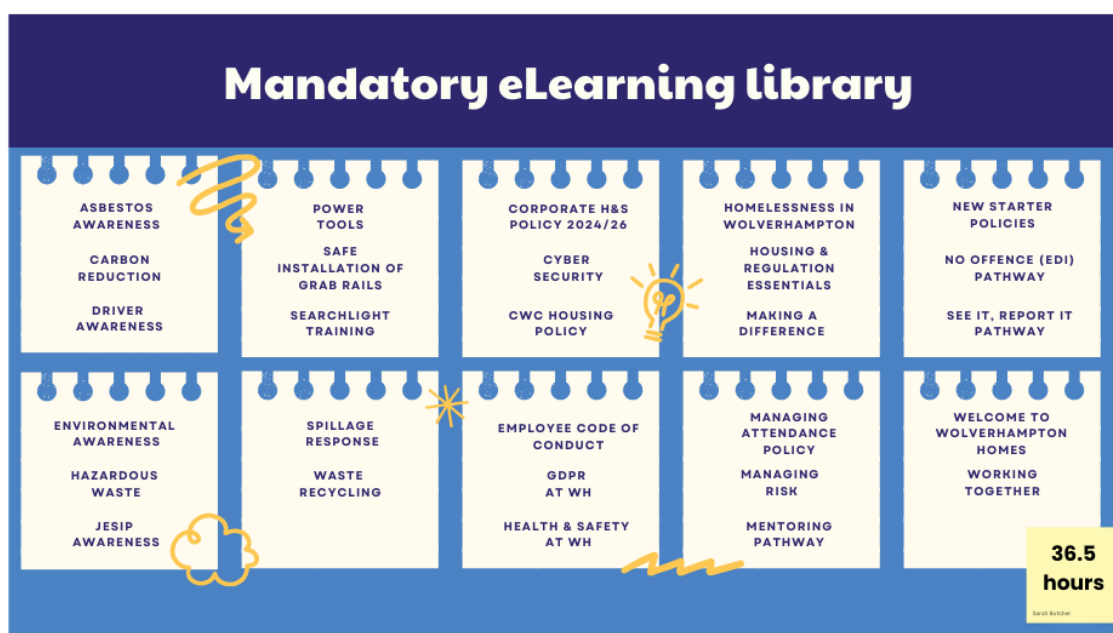 Mandatory eLearning library
ASBESTOS
AWARENESS
CARBON
REDUCTION
DRIVER
AWARENESS
POWER
TOOLS
SAFE
INSTALLATION OF
GRAB RAILS
SEARCHLIGHT
TRAINING
CORPORATE H&S
POLICY 2024/26
CYBER
SECURITY
CWC HOUSING
POLICY
HOMELESSNESS IN
WOLVERHAMPTON
HOUSING &
REGULATION
ESSENTIALS
MAKING A
DIFFERENCE
NEW STARTER
POLICIES
NO OFFENCE (EDI)
PATHWAY
SEE IT, REPORT IT
PATHWAY
ENVIRONMENTAL
AWARENESS
HAZARDOUS
WASTE
JESIP
AWARENESS
SPILLAGE
RESPONSE
WASTE
RECYCLING
EMPLOYEE CODE OF
CONDUCT
GDPR
AT WH
HEALTH & SAFETY
AT WH
MANAGING
ATTENDANCE
POLICY
MANAGING
RISK
MENTORING
PATHWAY
WELCOME TO
WOLVERHAMPTON
HOMES
WORKING
TOGETHER
36.5
hours
Sarah Butcher